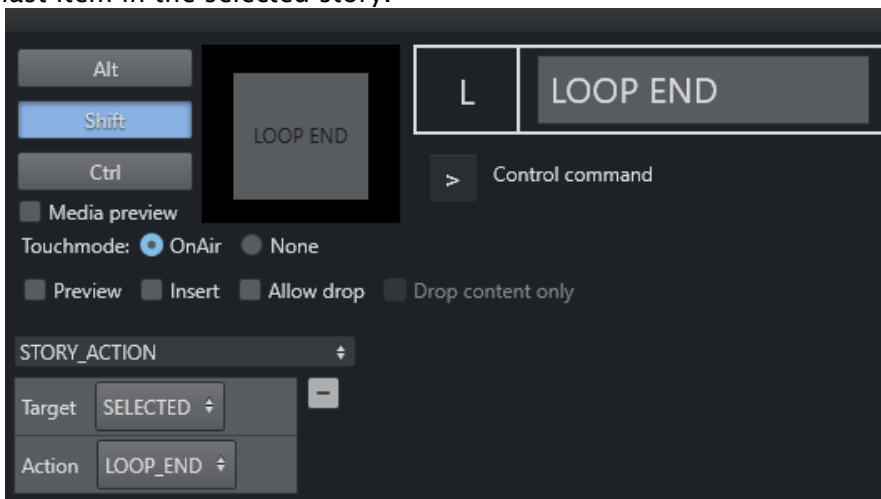 last item in the selected story.
Alt
Shift
Ctrl
LOOP END
L
LOOP END
> Control command
Media preview
Touchmode: OnAir None
Preview Insert Allow drop Drop content only
STORY_ACTION
Target SELECTED
Action LOOP_END